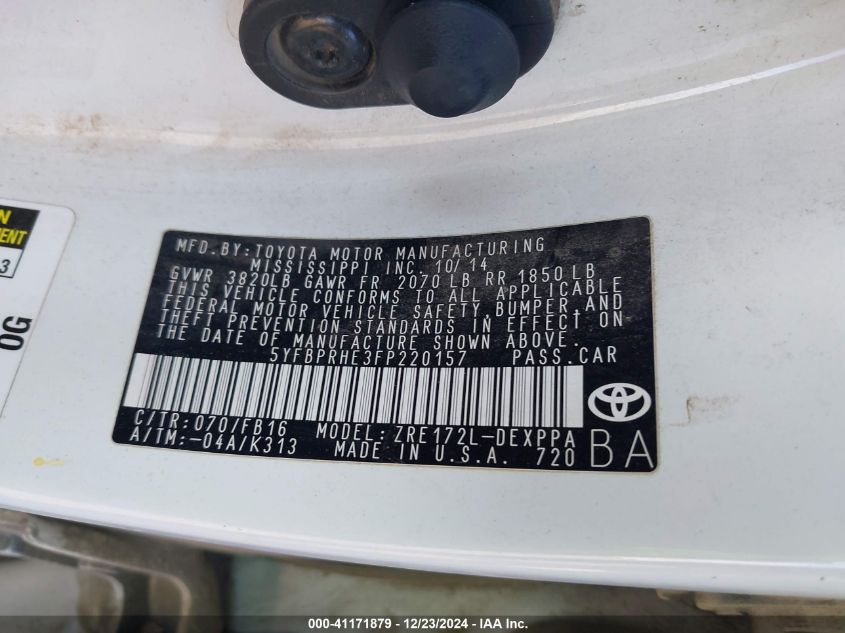 N
EMENT
3
OG
MFD. BY: TOYOTA MOTOR MANUFACTURING
MISSISSIPPI INC. 10/14
GVWR 3820LB GAWR FR 2070 LB RR 1850 LB
THIS VEHICLE CONFORMS TO ALL APPLICABLE
FEDERAL MOTOR VEHICLE SAFETY, BUMPER, AND
THEFT PREVENTION STANDARDS IN EFFECT ON
THE DATE OF MANUFACTURE SHOWN ABOVE.
5YFBPRHE3FP220157 PASS.CAR
C/TR: 070/FB16 MODEL: ZRE172L-DEXPPA
A/TM:-04A/K313 MADE IN U.S.A. 720 BA
000-41171879 - 12/23/2024 - IAA Inc.